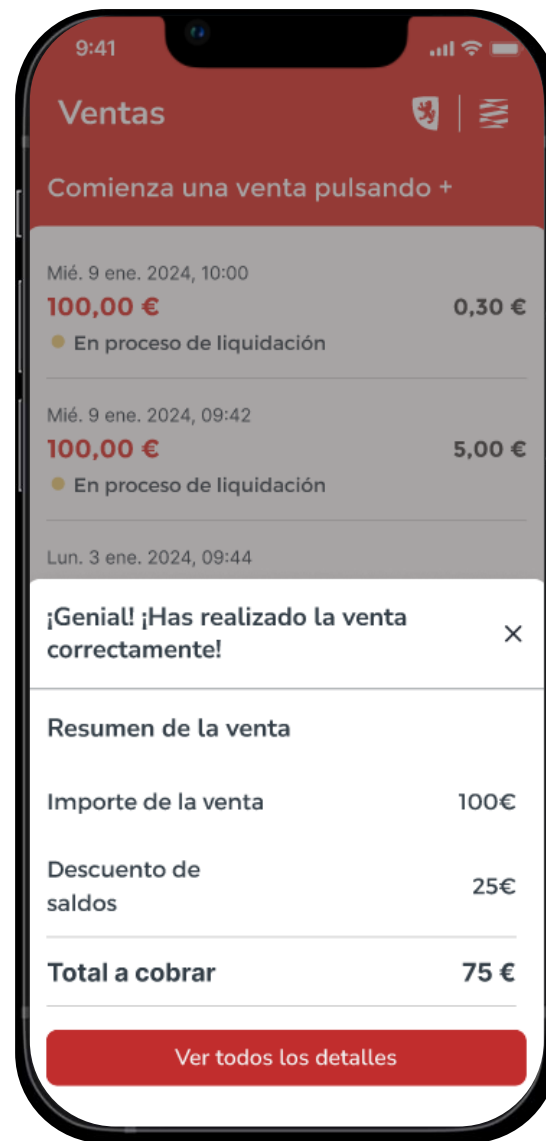 9:41
Ventas
Comienza una venta pulsando +
Mié. 9 ene. 2024, 10:00
100,00 € 0,30 €
En proceso de liquidación
Mié. 9 ene. 2024, 09:42
100,00 € 5,00 €
En proceso de liquidación
Lun. 3 ene. 2024, 09:44
¡Genial! ¡Has realizado la venta
correctamente!
Resumen de la venta
Importe de la venta 100€
Descuento de
saldos 25€
Total a cobrar 75 €
Ver todos los detalles